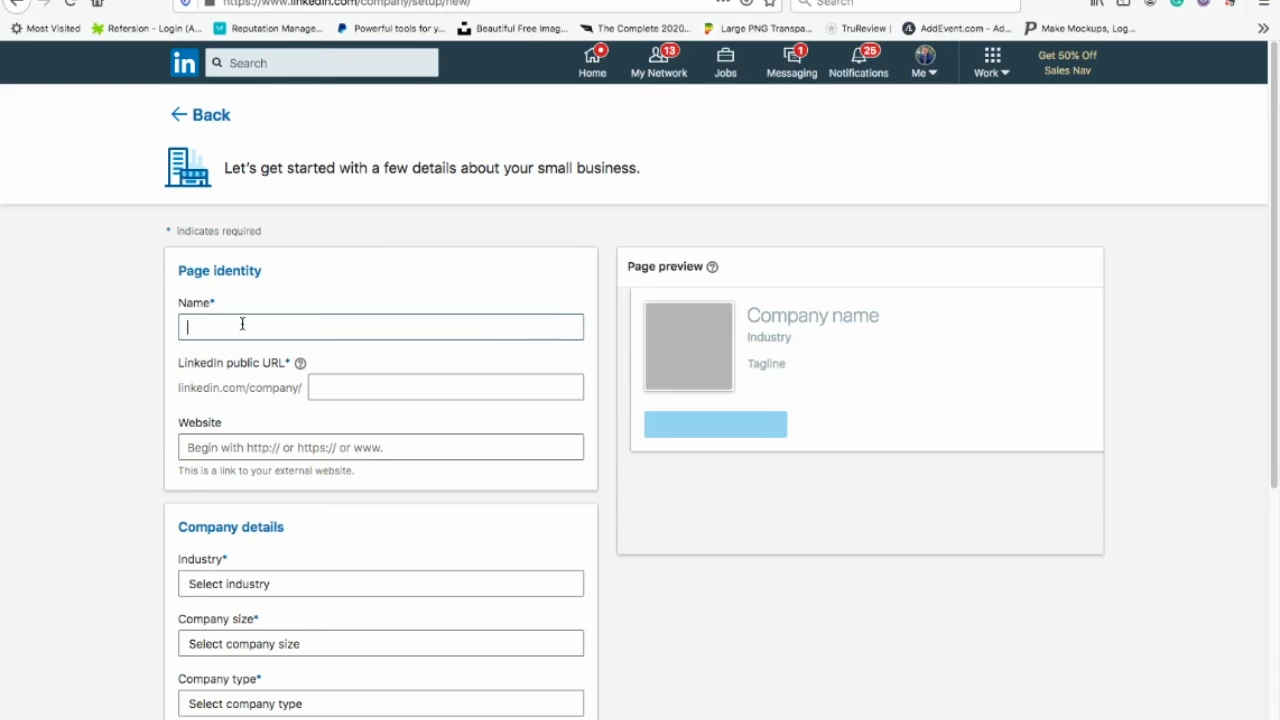 https://www.linkedin.com/company/setup/new/
Search
Most Visited
Refersion - Login (A...
Reputation Manage...
Powerful tools for y...
Beautiful Free Imag...
The Complete 2020...
Large PNG Transpa...
TruReview |
AddEvent.com - Ad...
Make Mockups, Log...
in
Search
Home
13
My Network
Jobs
1
Messaging
25
Notifications
Me
Work
Get 50% Off
Sales Nav
Back
Let's get started with a few details about your small business.
* indicates required
Page identity
Name*
LinkedIn public URL*
linkedin.com/company/
Website
Begin with http:// or https:// or www.
This is a link to your external website.
Page preview
Company name
Industry
Tagline
Company details
Industry*
Select industry
Company size*
Select company size
Company type*
Select company type